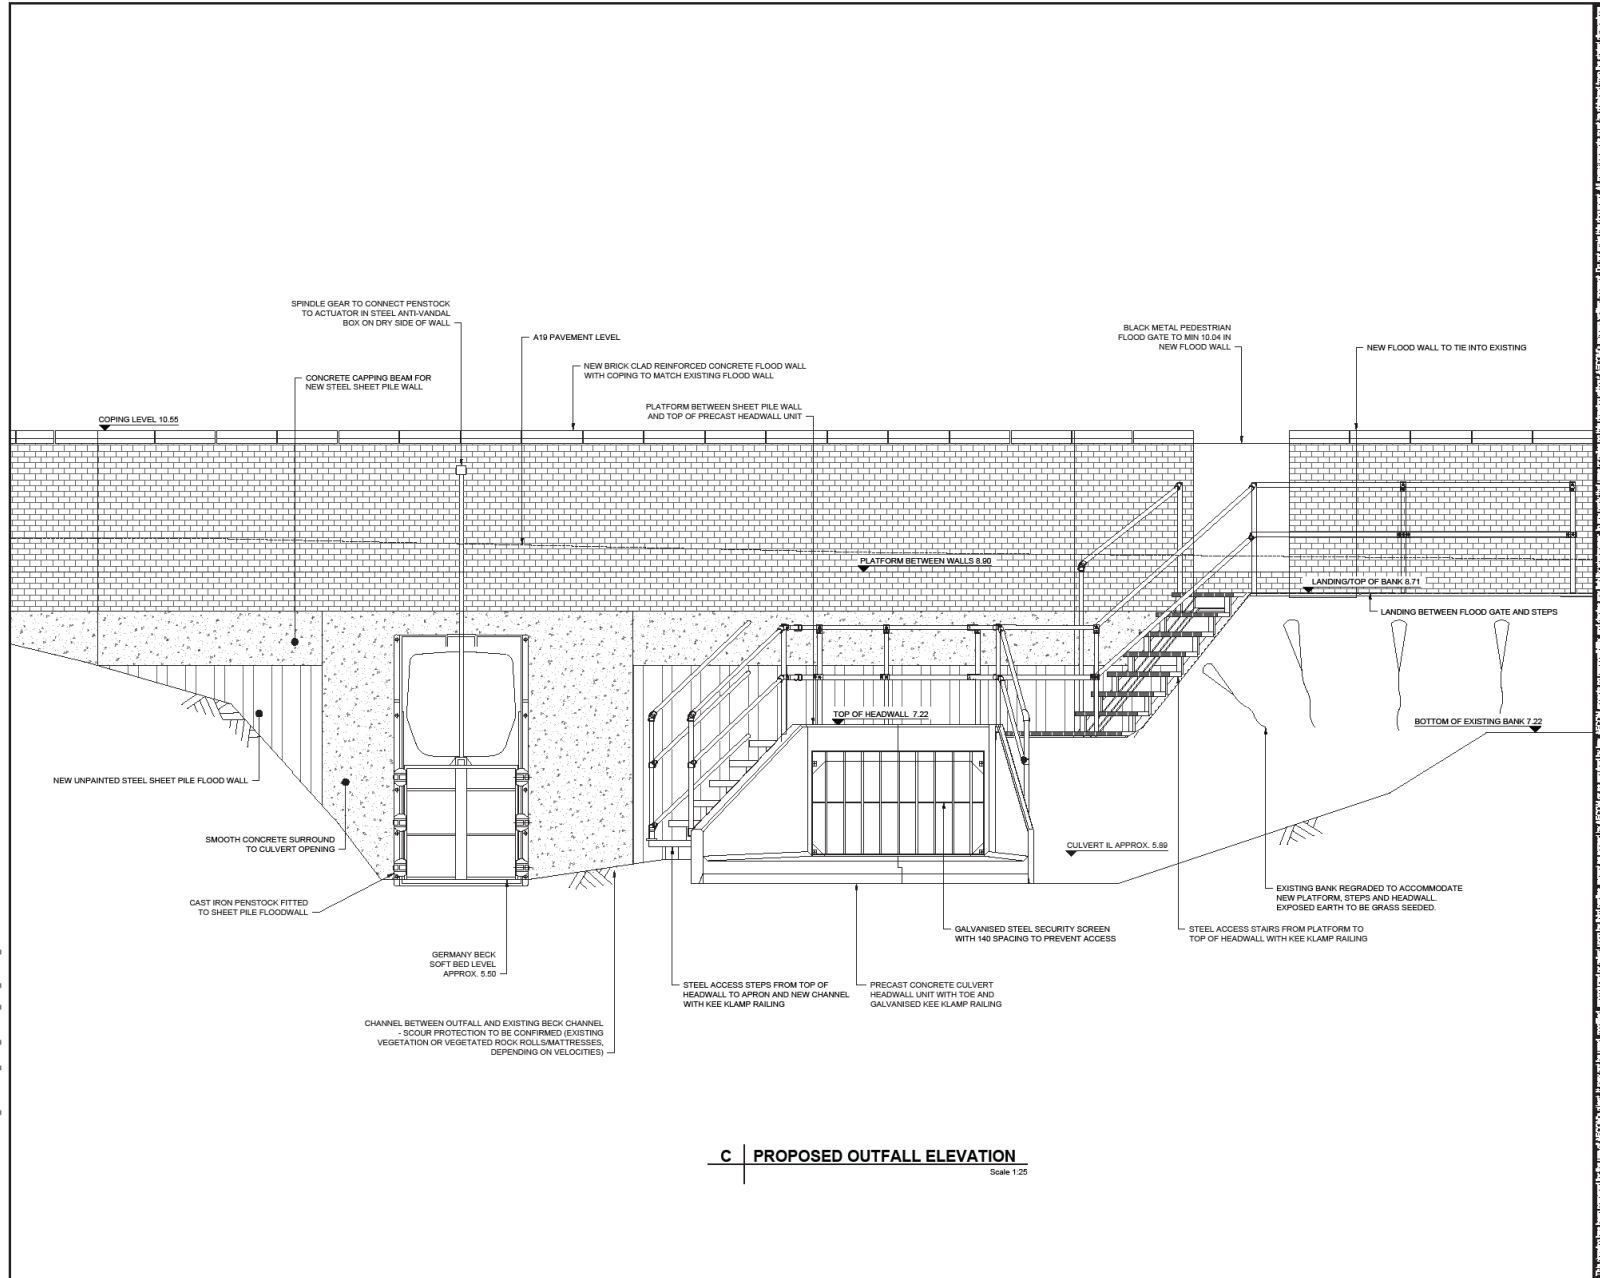 SPINDLE GEAR TO CONNECT PENSTOCK
TO ACTUATOR IN STEEL ANTI-VANDAL
BOX ON DRY SIDE OF WALL
A19 PAVEMENT LEVEL
BLACK METAL PEDESTRIAN
FLOOD GATE TO MIN 10.04 IN
NEW FLOOD WALL
NEW FLOOD WALL TO TIE INTO EXISTING
NEW BRICK CLAD REINFORCED CONCRETE FLOOD WALL
WITH COPING TO MATCH EXISTING FLOOD WALL
CONCRETE CAPPING BEAM FOR
NEW STEEL SHEET PILE WALL
PLATFORM BETWEEN SHEET PILE WALL
AND TOP OF PRECAST HEADWALL UNIT
COPING LEVEL 10.55
PLATFORM BETWEEN WALLS 8.90
LANDING/TOP OF BANK 8.71
LANDING BETWEEN FLOOD GATE AND STEPS
TOP OF HEADWALL 7.22
BOTTOM OF EXISTING BANK 7.22
NEW UNPAINTED STEEL SHEET PILE FLOOD WALL
SMOOTH CONCRETE SURROUND
TO CULVERT OPENING
CULVERT IL APPROX. 5.89
CAST IRON PENSTOCK FITTED
TO SHEET PILE FLOODWALL
EXISTING BANK REGRADED TO ACCOMMODATE
NEW PLATFORM, STEPS AND HEADWALL.
EXPOSED EARTH TO BE GRASS SEEDED.
GALVANISED STEEL SECURITY SCREEN
WITH 140 SPACING TO PREVENT ACCESS
STEEL ACCESS STAIRS FROM PLATFORM TO
TOP OF HEADWALL WITH KEE KLAMP RAILING
GERMANY BECK
SOFT BED LEVEL
APPROX. 5.50
STEEL ACCESS STEPS FROM TOP OF
HEADWALL TO APRON AND NEW CHANNEL
WITH KEE KLAMP RAILING
PRECAST CONCRETE CULVERT
HEADWALL UNIT WITH TOE AND
GALVANISED KEE KLAMP RAILING
CHANNEL BETWEEN OUTFALL AND EXISTING BECK CHANNEL
- SCOUR PROTECTION TO BE CONFIRMED (EXISTING
VEGETATION OR VEGETATED ROCK ROLLS/MATTRESSES,
DEPENDING ON VELOCITIES)
C PROPOSED OUTFALL ELEVATION
Scale 1:25